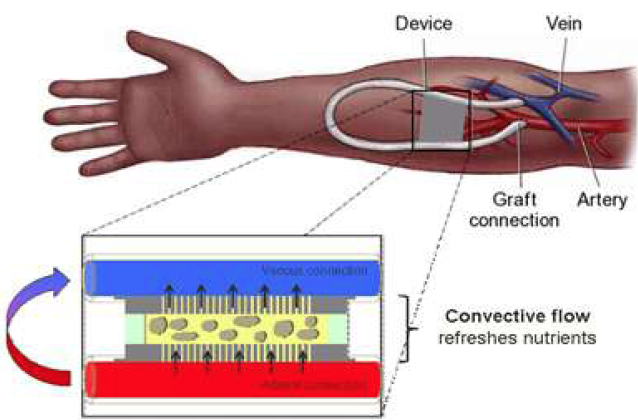 Device
Vein
Graft
connection
Artery
Venous connection
Convective flow
refreshes nutrients
Arterial connection